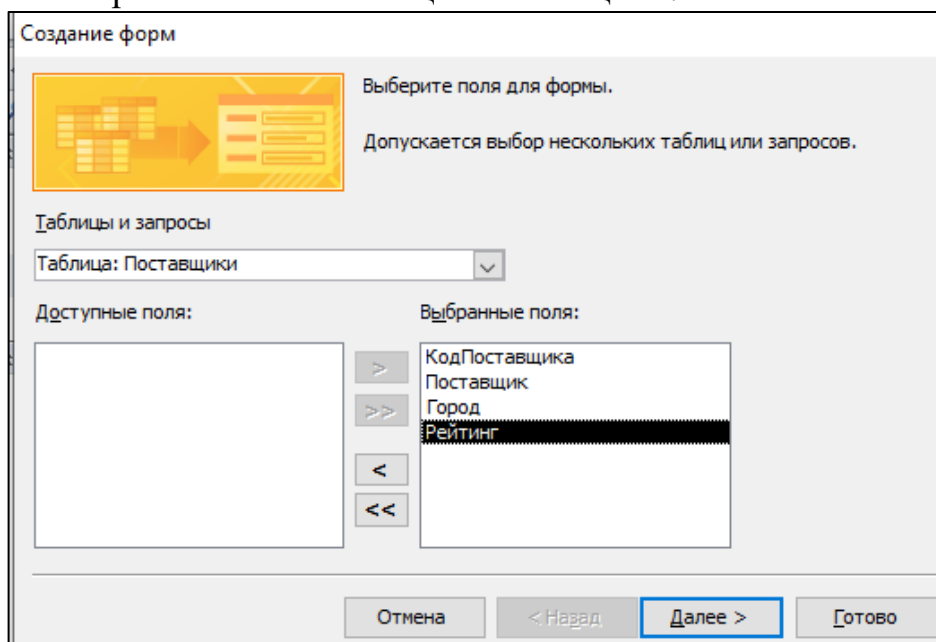 Создание форм
Выберите поля для формы.
Допускается выбор нескольких таблиц или запросов.
Таблицы и запросы
Таблица: Поставщики
Доступные поля:
Выбранные поля:
КодПоставщика
Поставщик
Город
Рейтинг
>
>>
<
<<
Отмена
< Назад
Далее >
Готово